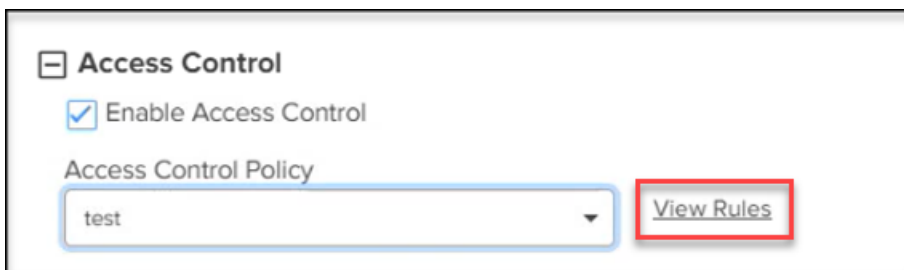 Access Control
Enable Access Control
Access Control Policy
test
View Rules